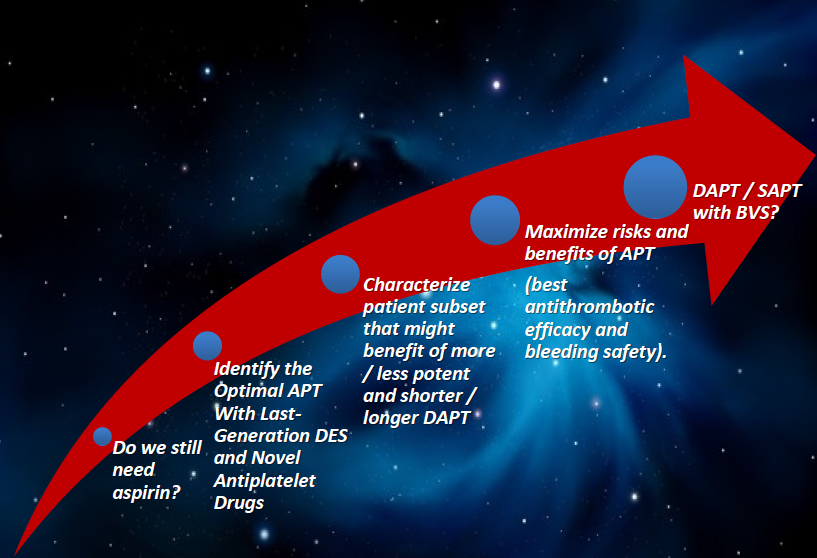 Do we still
need
aspirin?
Identify the
Optimal APT
With Last-
Generation DES
and Novel
Antiplatelet
Drugs
Characterize
patient subset
that might
benefit of more
/ less potent
and shorter /
longer DAPT
Maximize risks and
benefits of APT
(best
antithrombotic
efficacy and
bleeding safety).
DAPT / SAPT
with BVS?